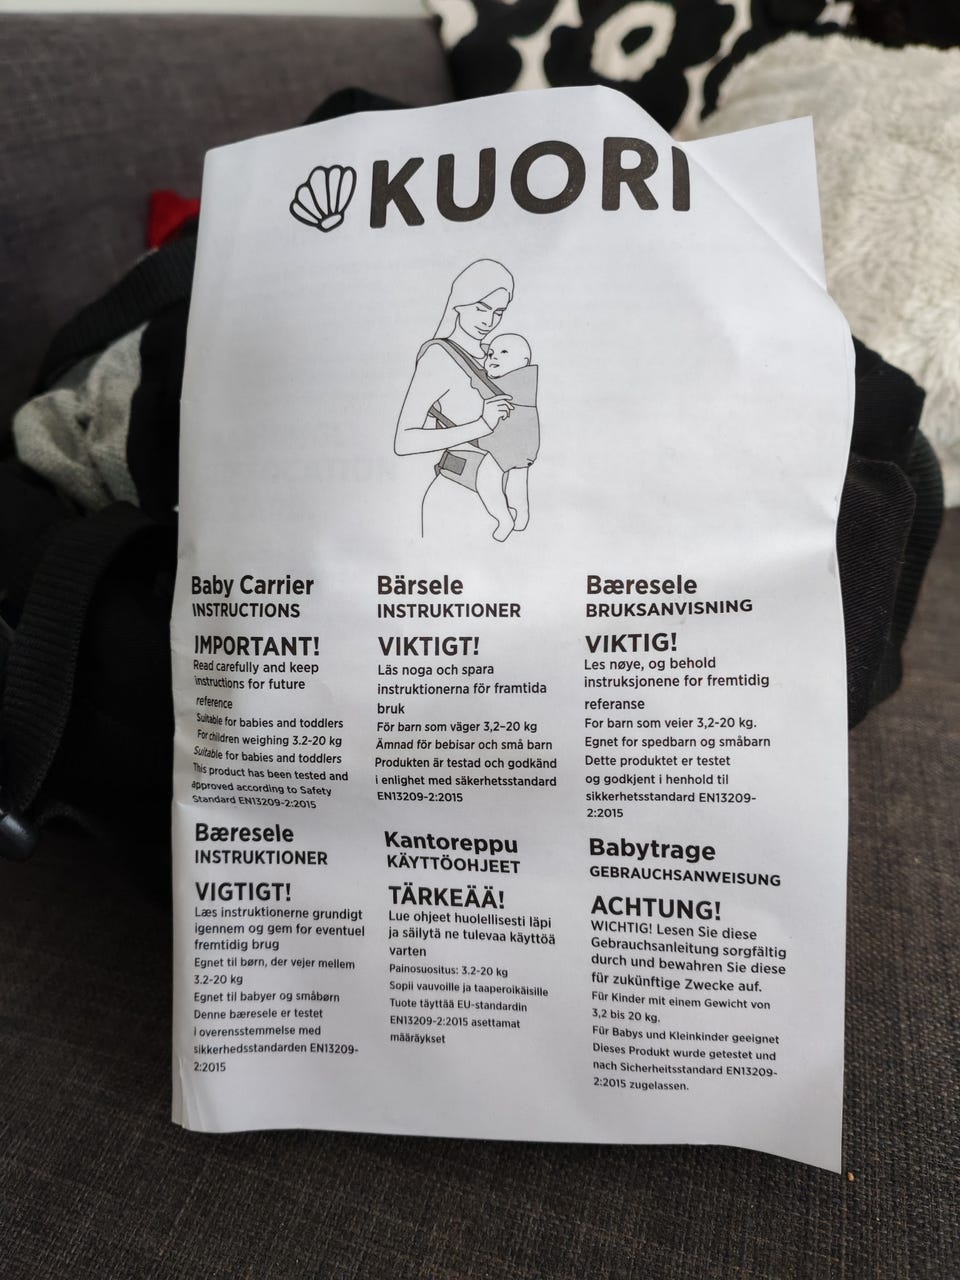 KUORI
Baby Carrier
INSTRUCTIONS
IMPORTANT!
Read carefully and keep
instructions for future
reference
Suitable for babies and toddlers
For children weighing 3.2-20 kg
Suitable for babies and toddlers
This product has been tested and
approved according to Safety
Standard EN13209-2:2015
Bärsele
INSTRUKTIONER
VIKTIGT!
Läs noga och spara
instruktionerna för framtida
bruk
För barn som väger 3,2–20 kg
Ämnad för bebisar och små barn
Produkten är testad och godkänd
i enlighet med säkerhetsstandard
EN13209-2:2015
Bæresele
BRUKSANVISNING
VIKTIG!
Les nøye, og behold
instruksjonene for fremtidig
referanse
For barn som veier 3,2-20 kg.
Egnet for spedbarn og småbarn
Dette produktet er testet
og godkjent i henhold til
sikkerhetsstandard EN13209-
2:2015
Bæresele
INSTRUKTIONER
VIGTIGT!
Læs instruktionerne grundigt
igennem og gem for eventuel
fremtidig brug
Egnet til børn, der vejer mellem
3.2-20 kg
Egnet til babyer og småbørn
Denne bæresele er testet
i overensstemmelse med
sikkerhedsstandarden EN13209-
2:2015
Kantoreppu
KÄYTTÖOHJEET
TÄRKEÄÄ!
Lue ohjeet huolellisesti läpi
ja säilytä ne tulevaa käyttöä
varten
Painosuositus: 3.2-20 kg
Sopii vauvoille ja taaperoikäisille
Tuote täyttää EU-standardin
EN13209-2:2015 asettamat
määräykset
Babytrage
GEBRAUCHSANWEISUNG
ACHTUNG!
WICHTIG! Lesen Sie diese
Gebrauchsanleitung sorgfältig
durch und bewahren Sie diese
für zukünftige Zwecke auf.
Für Kinder mit einem Gewicht von
3,2 bis 20 kg.
Für Babys und Kleinkinder geeignet
Dieses Produkt wurde getestet und
nach Sicherheitsstandard EN13209-
2:2015 zugelassen.